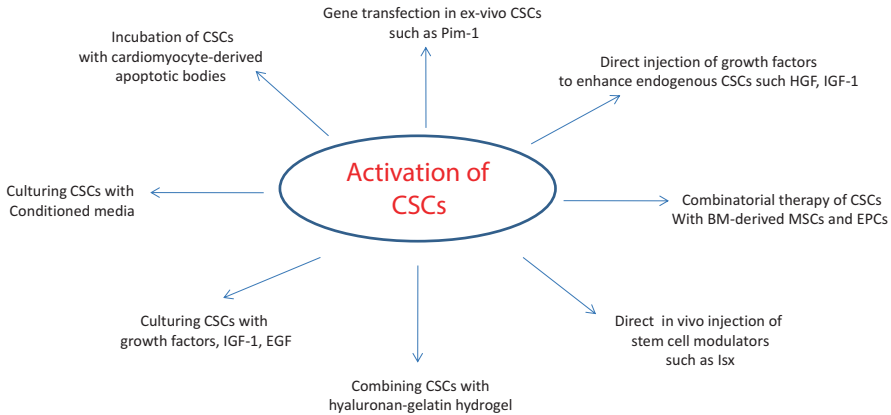 Gene transfection in ex-vivo CSCs
such as Pim-1
Incubation of CSCs
with cardiomyocyte-derived
apoptotic bodies
Direct injection of growth factors
to enhance endogenous CSCs such HGF, IGF-1
Activation of
CSCs
Culturing CSCs with
Conditioned media
Combinatorial therapy of CSCs
With BM-derived MSCs and EPCs
Culturing CSCs with
growth factors, IGF-1, EGF
Direct in vivo injection of
stem cell modulators
such as Isx
Combining CSCs with
hyaluronan-gelatin hydrogel